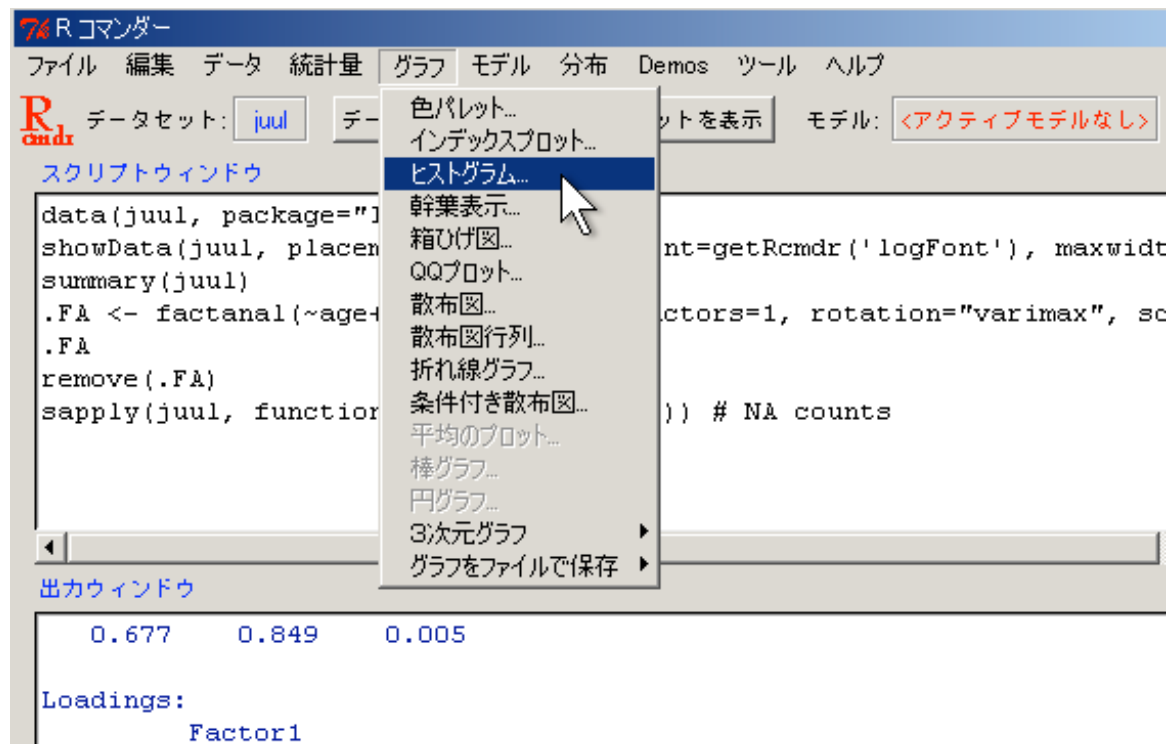 R コマンダー
ファイル 編集 データ 統計量 グラフ モデル 分布 Demos ツール ヘルプ
R cmdr データセット: juul デー ットを表示 モデル: <アクティブモデルなし>
色パレット...
インデックスプロット...
ヒストグラム...
幹葉表示...
箱ひげ図...
QQプロット...
散布図...
散布図行列...
折れ線グラフ...
条件付き散布図...
平均のプロット...
棒グラフ...
円グラフ...
3次元グラフ
グラフをファイルで保存
スクリプトウィンドウ
data(juul, package="I
showData(juul, placem nt=getRcmdr('logFont'), maxwidt
summary(juul)
.FA <- factanal(~age+ ctors=1, rotation="varimax", sc
.FA
remove(.FA)
sapply(juul, function )) # NA counts
出力ウィンドウ
0.677 0.849 0.005
Loadings:
Factor1